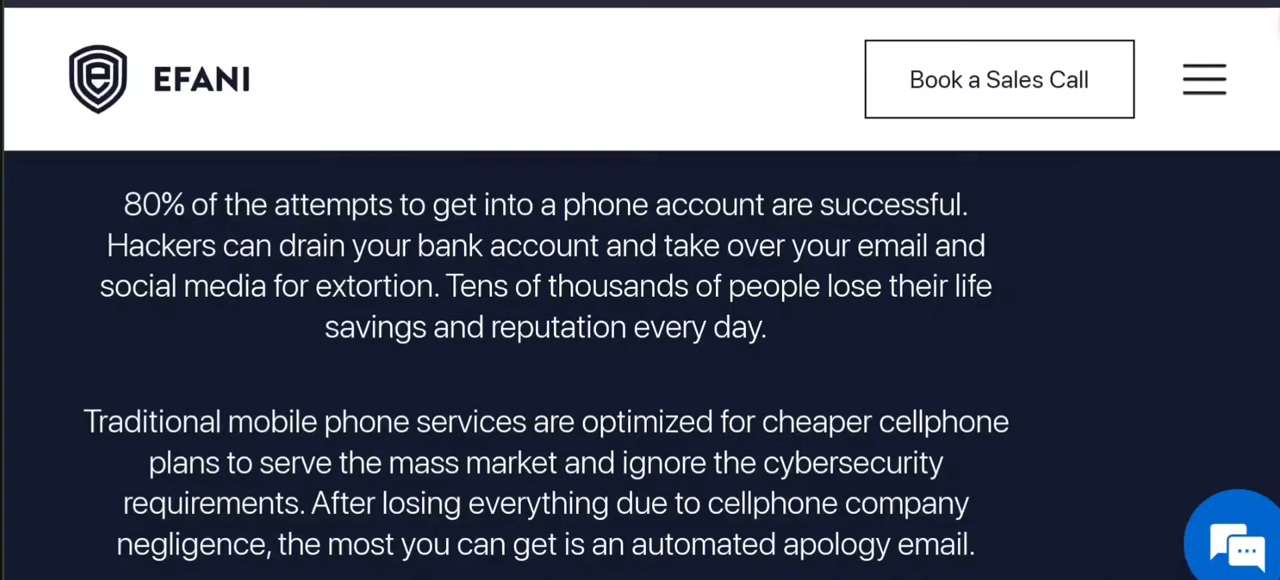 EFANI
Book a Sales Call
80% of the attempts to get into a phone account are successful.
Hackers can drain your bank account and take over your email and
social media for extortion. Tens of thousands of people lose their life
savings and reputation every day.
Traditional mobile phone services are optimized for cheaper cellphone
plans to serve the mass market and ignore the cybersecurity
requirements. After losing everything due to cellphone company
negligence, the most you can get is an automated apology email.